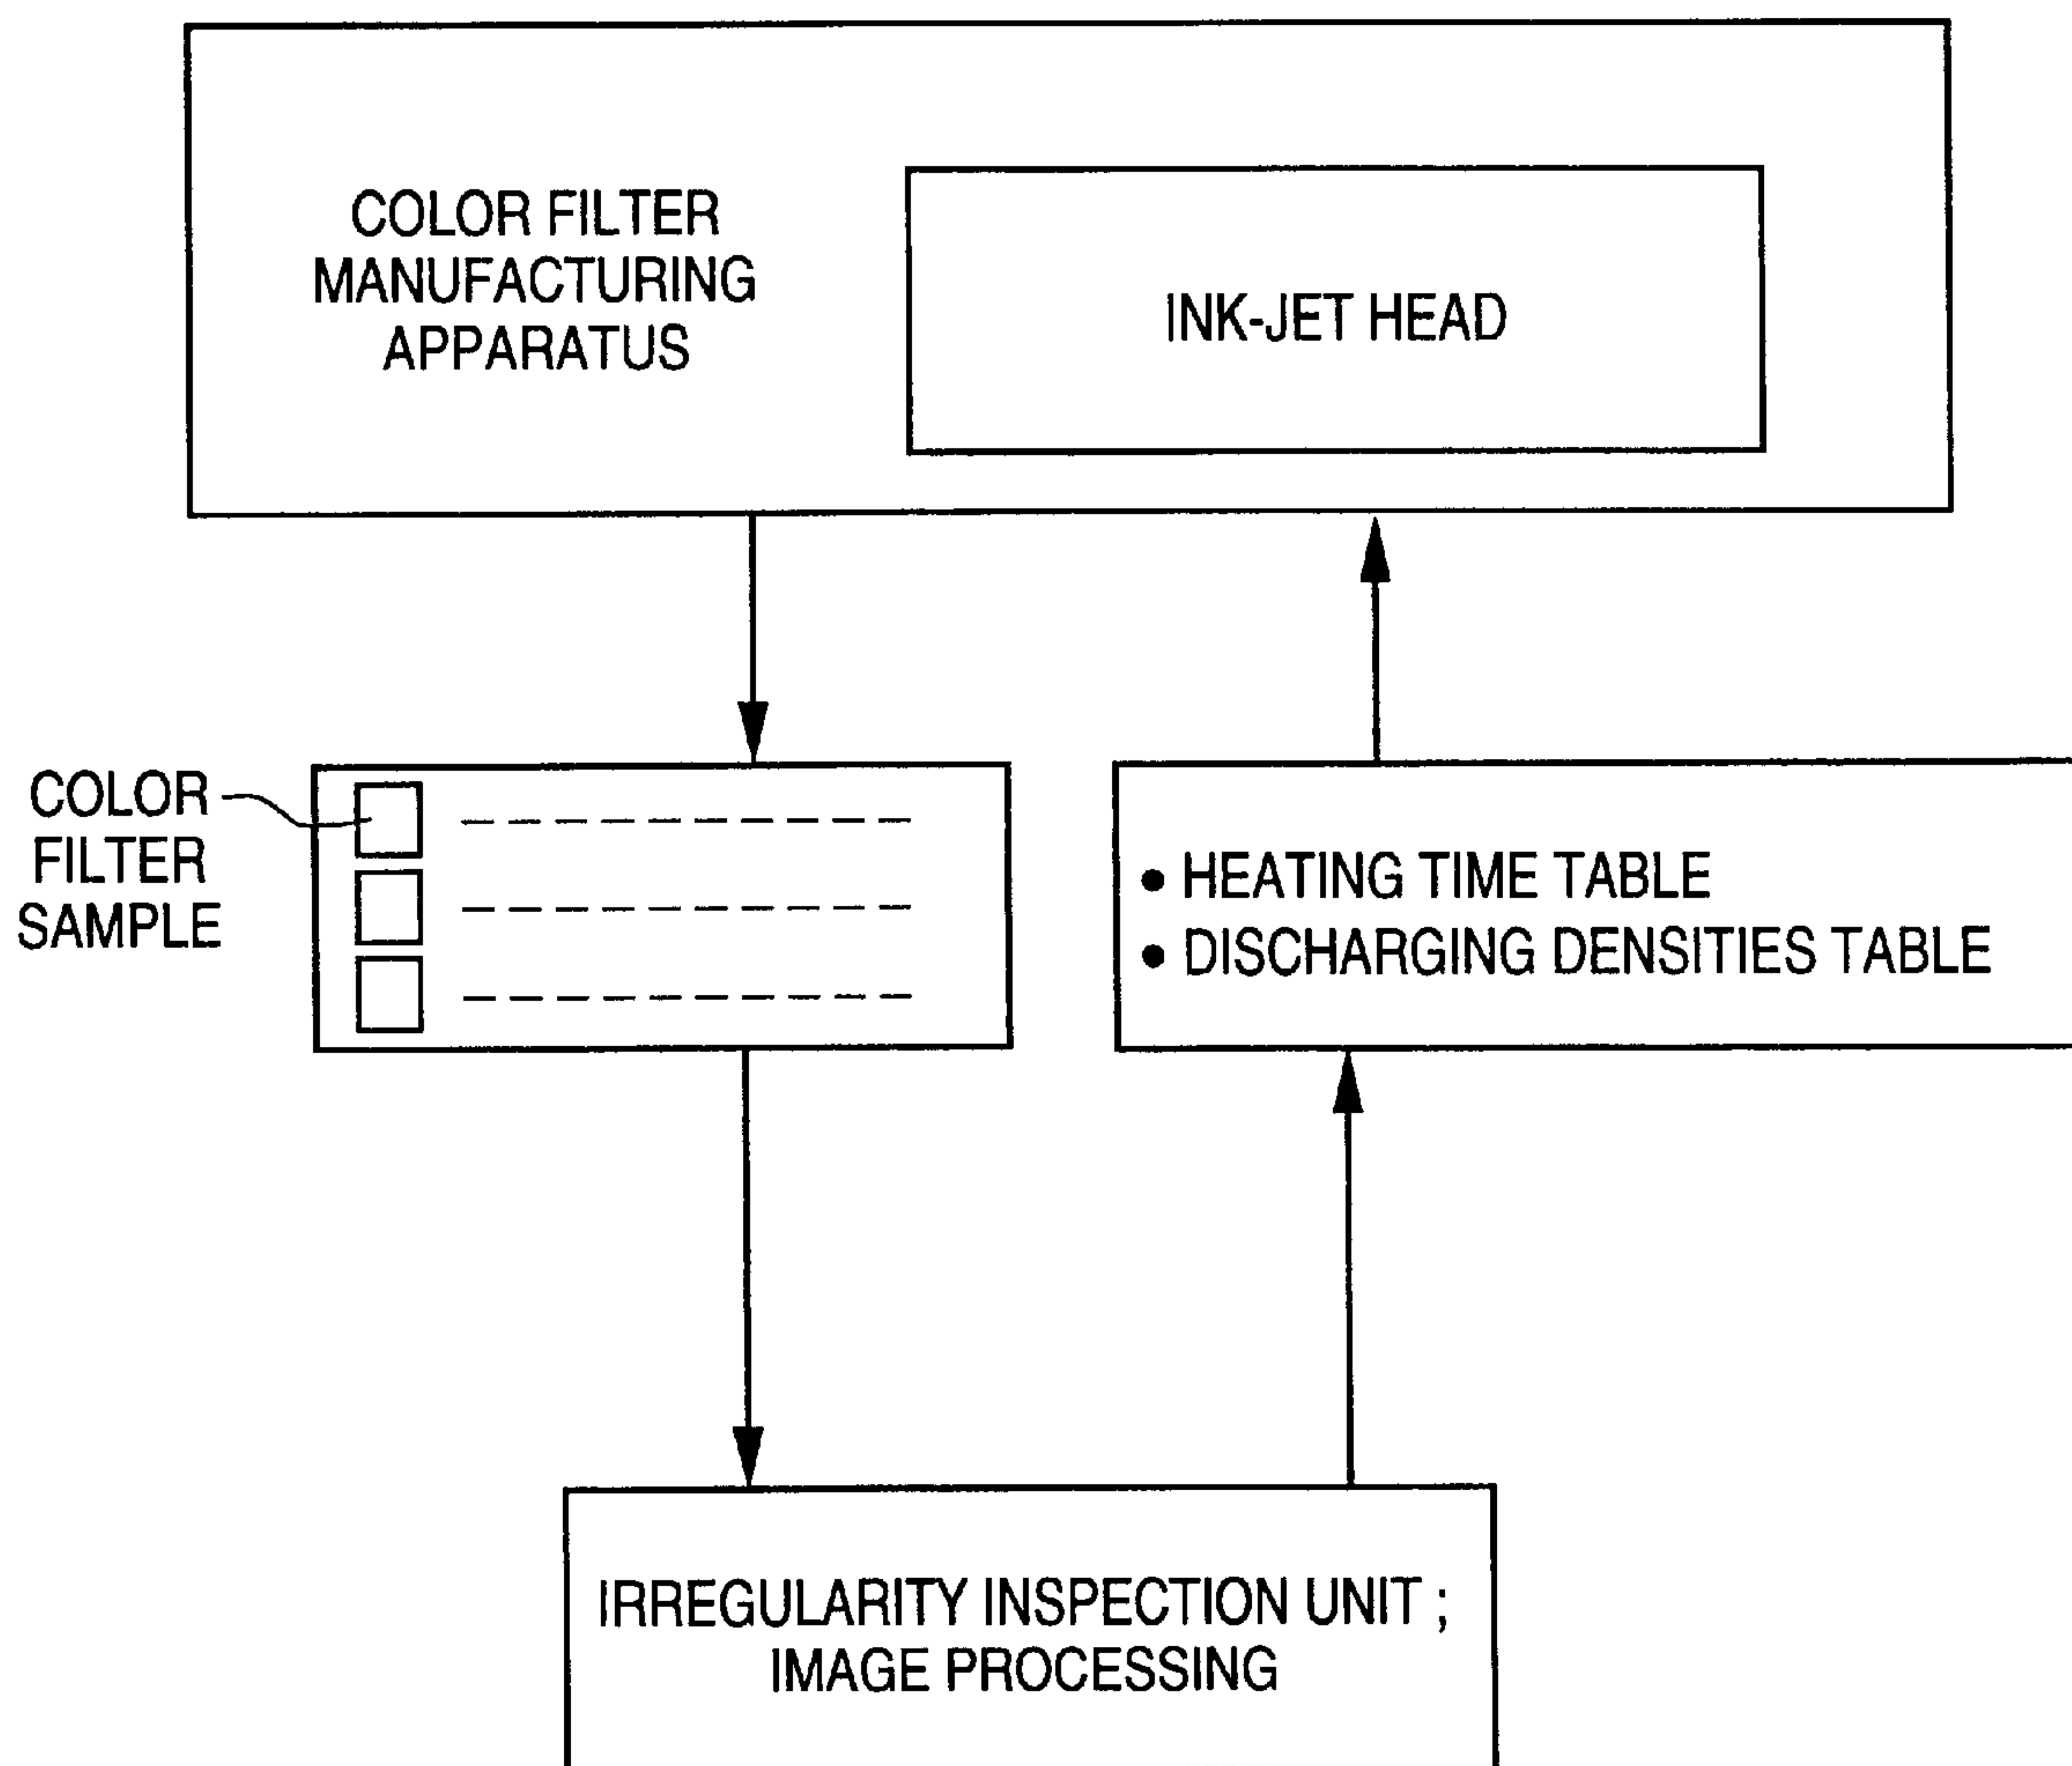 COLOR FILTER
MANUFACTURING
APPARATUS
INK-JET HEAD
COLOR
FILTER
SAMPLE
• HEATING TIME TABLE
• DISCHARGING DENSITIES TABLE
IRREGULARITY INSPECTION UNIT ;
IMAGE PROCESSING